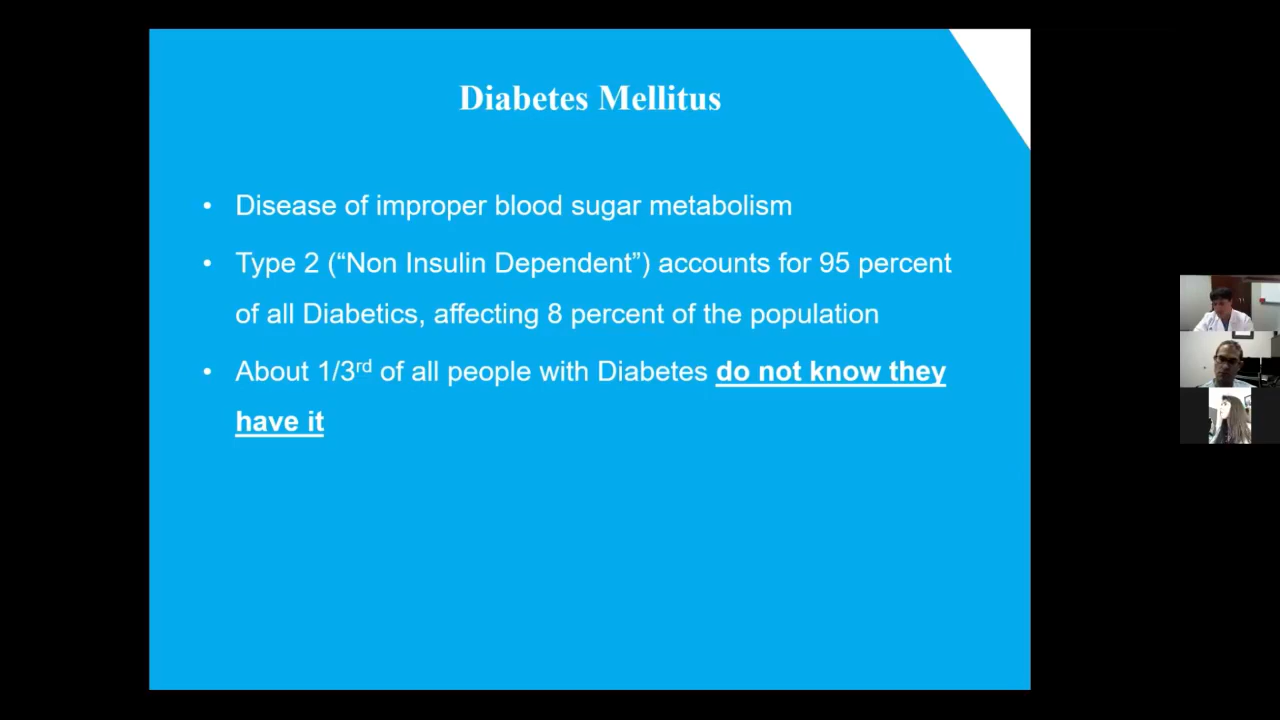 Diabetes Mellitus
• Disease of improper blood sugar metabolism
• Type 2 (“Non Insulin Dependent”) accounts for 95 percent
of all Diabetics, affecting 8 percent of the population
• About 1/3rd of all people with Diabetes do not know they
have it